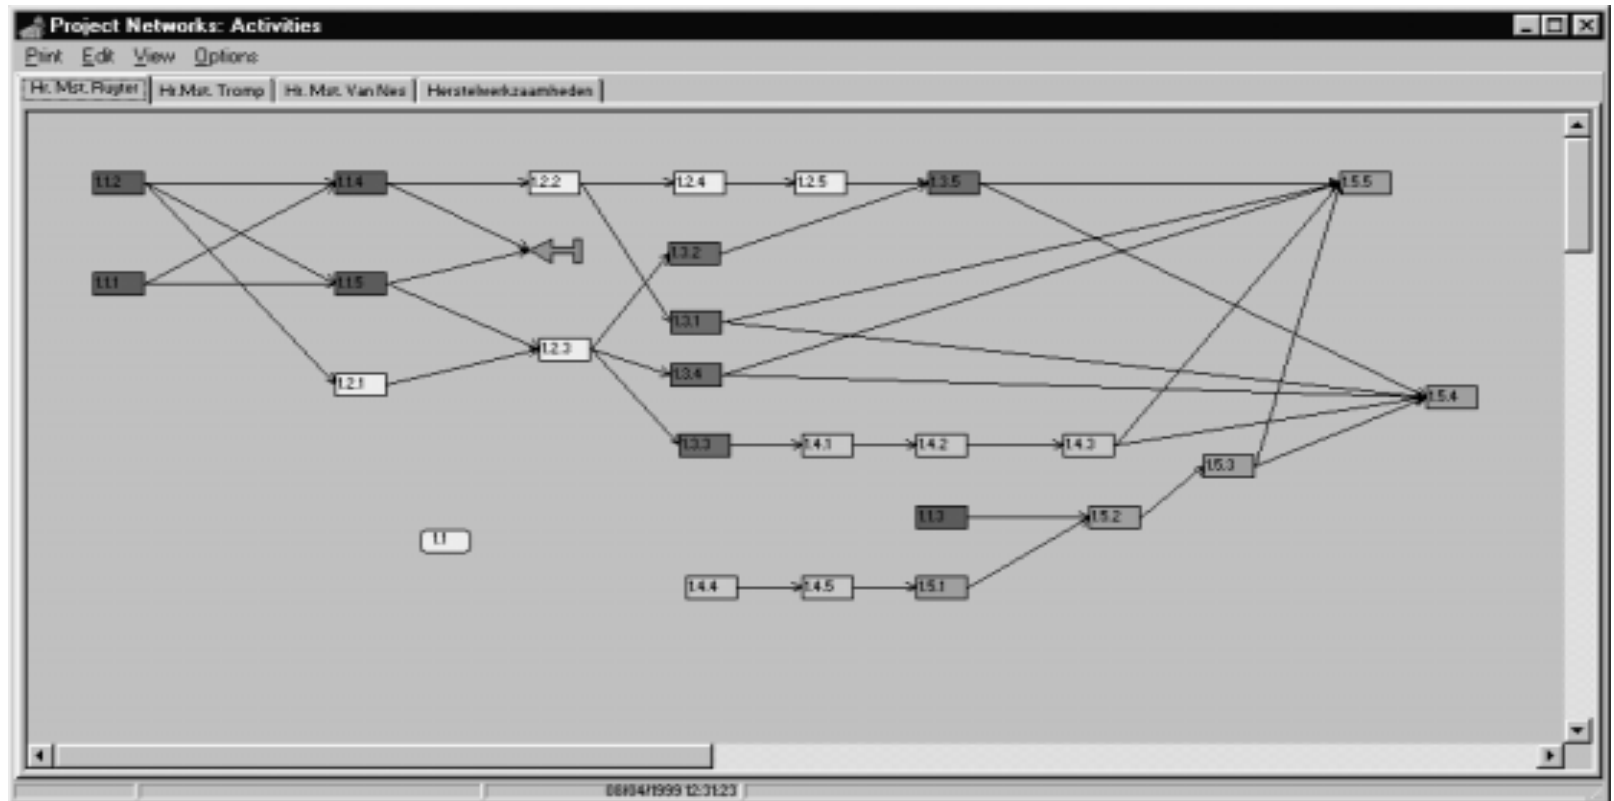 Project Networks: Activities
Print Edit View Options
Hr. Mst. Ruyter Hr.Mst. Tromp Hr. Mst. Van Nes Herstelwerkzaamheden
1.1.2 1.1.4 1.2.2 1.2.4 1.2.5 1.3.5 1.5.5
1.3.2
1.1.1 1.1.5
1.3.1
1.2.3
1.3.4
1.2.1
1.5.4
1.3.3 1.4.1 1.4.2 1.4.3
1.5.3
1.1.3 1.5.2
1.1
1.4.4 1.4.5 1.5.1
08/04/1999 12:31:23